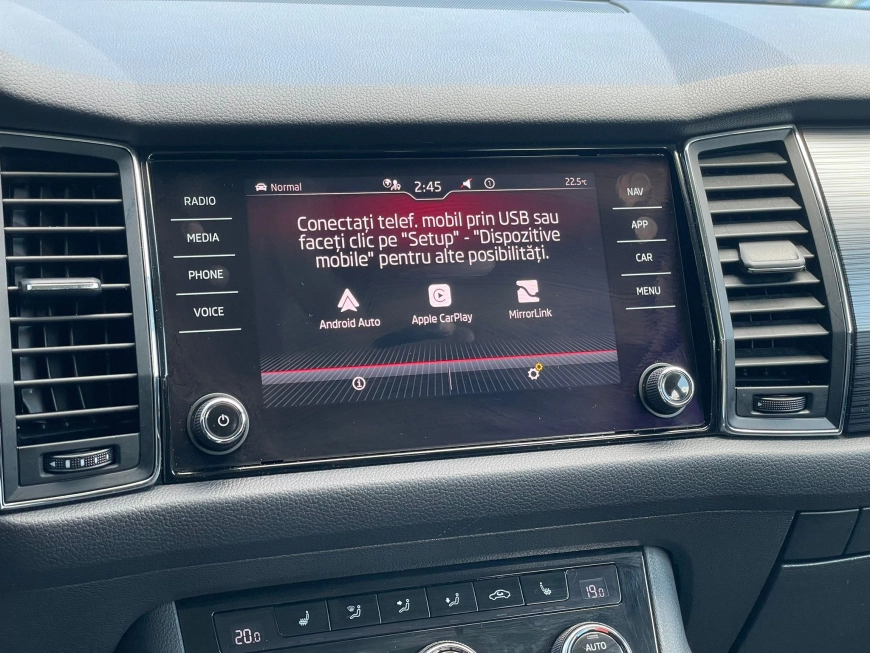 Normal
2:45
22.5°C
RADIO
MEDIA
PHONE
VOICE
Conectați telef. mobil prin USB sau
faceți clic pe "Setup" - "Dispozitive
mobile" pentru alte posibilități.
Android Auto
Apple CarPlay
MirrorLink
NAV
APP
CAR
MENU
20.0
19.0
AUTO